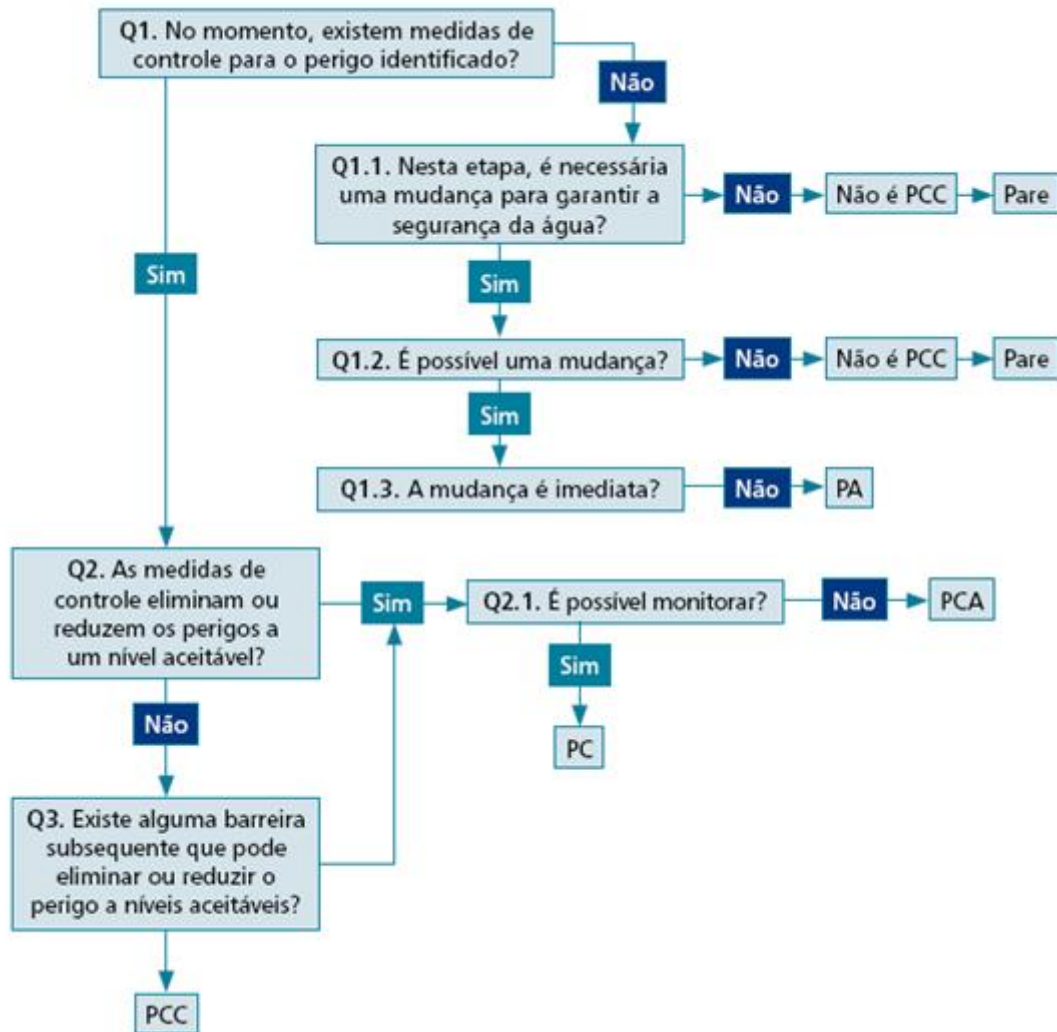 Q1. No momento, existem medidas de
controle para o perigo identificado?
Não
Q1.1. Nesta etapa, é necessária
uma mudança para garantir a
segurança da água?
Não
Não é PCC
Pare
Sim
Sim
Q1.2. É possível uma mudança?
Não
Não é PCC
Pare
Sim
Q1.3. A mudança é imediata?
Não
PA
Q2. As medidas de
controle eliminam ou
reduzem os perigos a
um nível aceitável?
Sim
Q2.1. É possível monitorar?
Não
PCA
Sim
PC
Não
Q3. Existe alguma barreira
subsequente que pode
eliminar ou reduzir o
perigo a níveis aceitáveis?
PCC